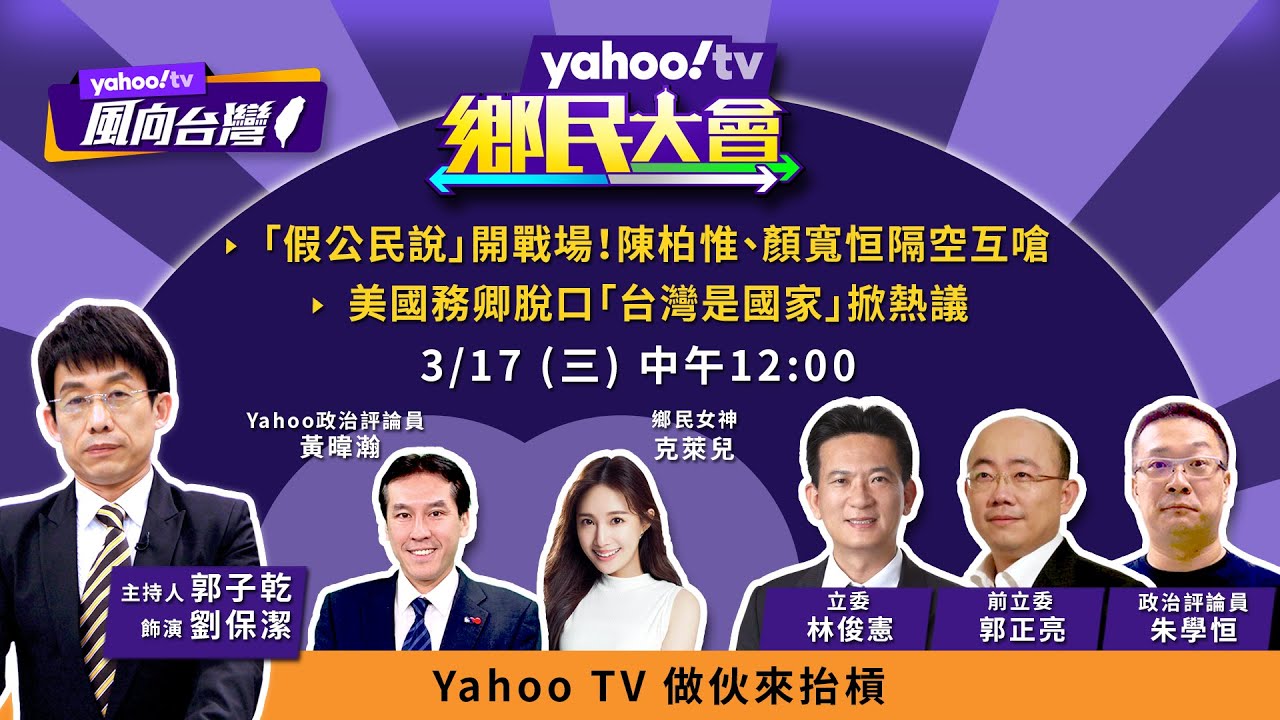 yahoo!tv
風向台灣
yahoo!tv
鄉民大會
「假公民說」開戰場!陳柏惟、顏寬恒隔空互嗆
美國務卿脫口「台灣是國家」掀熱議
3/17 (三) 中午12:00
Yahoo政治評論員
黃暐瀚
鄉民女神
克萊兒
主持人 郭子乾
飾演 劉保潔
立委
林俊憲
前立委
郭正亮
政治評論員
朱學恒
Yahoo TV 做伙來抬槓